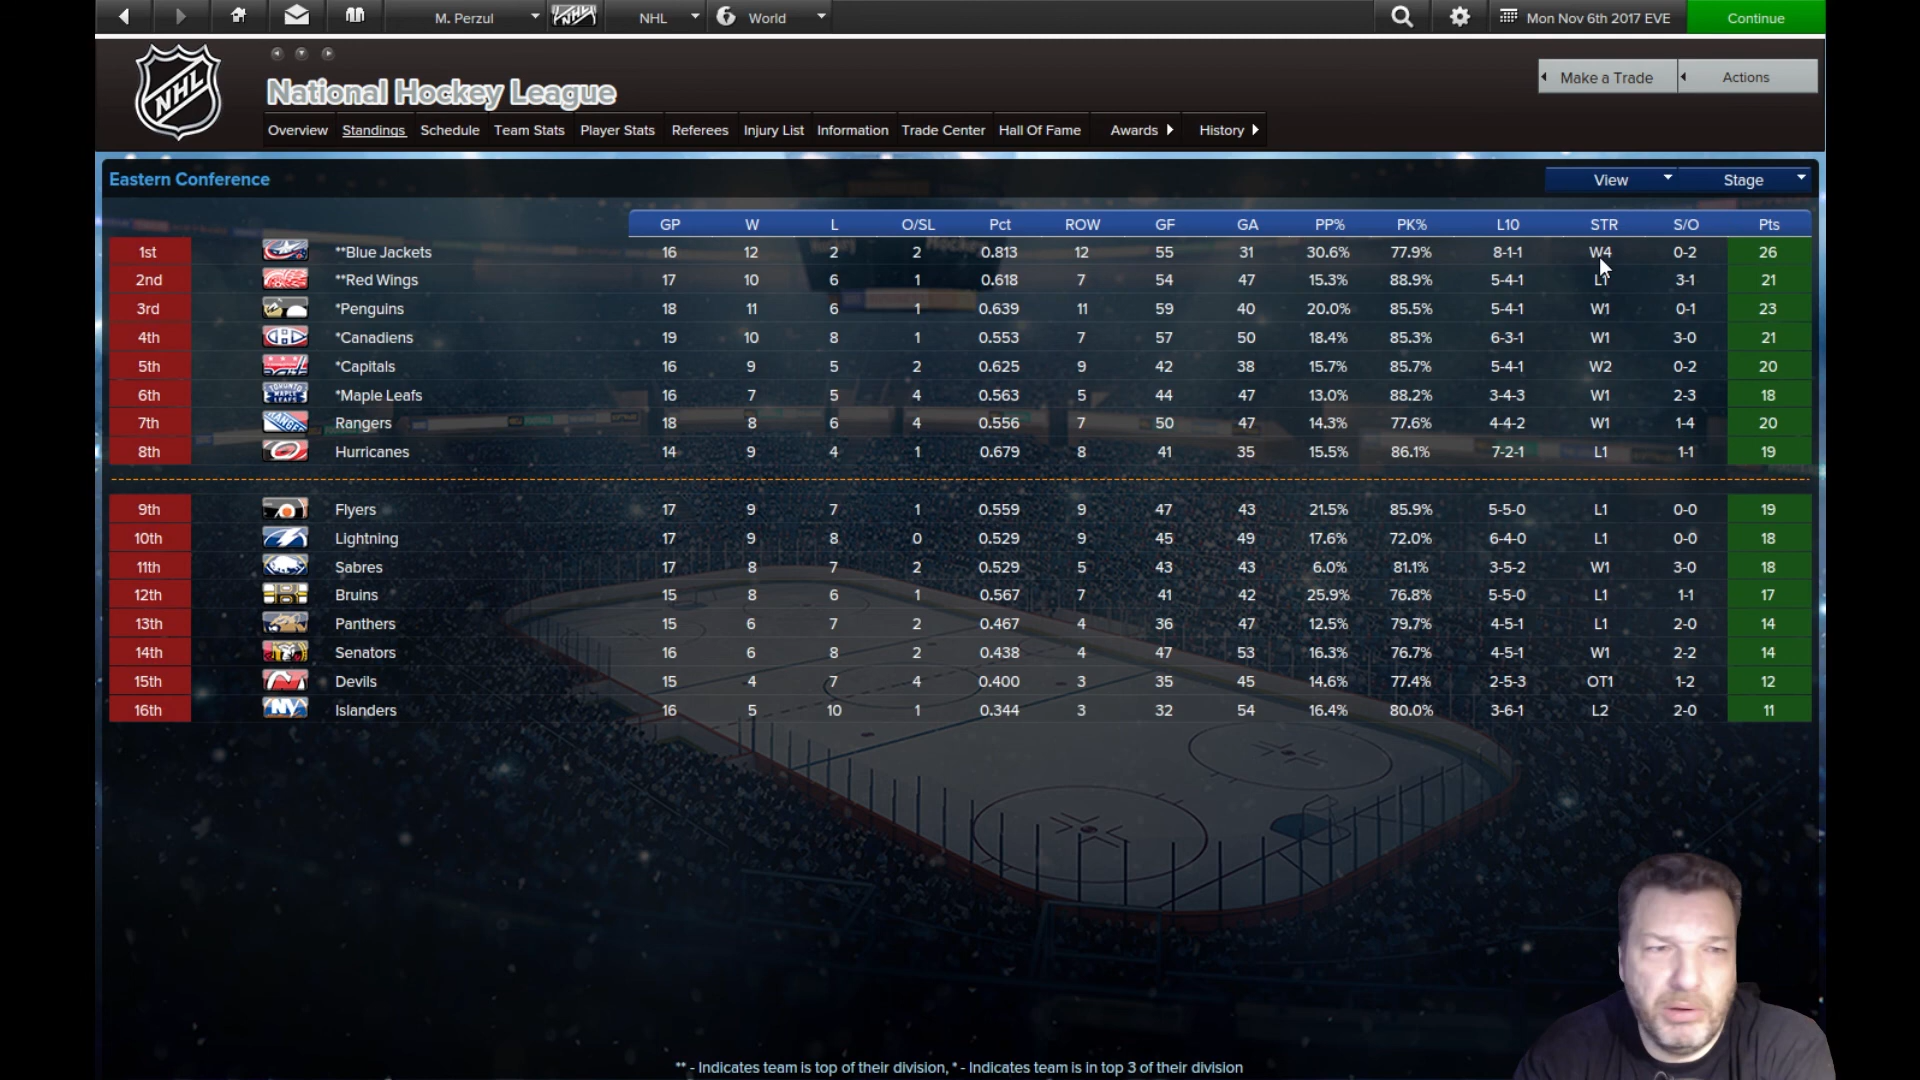 M. Perzul NHL NHL World Mon Nov 6th 2017 EVE Continue
NHL
National Hockey League
Make a Trade Actions
Overview Standings Schedule Team Stats Player Stats Referees Injury List Information Trade Center Hall Of Fame Awards History
Eastern Conference View Stage
GP W L O/SL Pct ROW GF GA PP% PK% L10 STR S/O Pts
1st **Blue Jackets 16 12 2 2 0.813 12 55 31 30.6% 77.9% 8-1-1 W4 0-2 26
2nd **Red Wings 17 10 6 1 0.618 7 54 47 15.3% 88.9% 5-4-1 L1 3-1 21
3rd *Penguins 18 11 6 1 0.639 11 59 40 20.0% 85.5% 5-4-1 W1 0-1 23
4th *Canadiens 19 10 8 1 0.553 7 57 50 18.4% 85.3% 6-3-1 W1 3-0 21
5th *Capitals 16 9 5 2 0.625 9 42 38 15.7% 85.7% 5-4-1 W2 0-2 20
6th TORONTO MAPLE LEAFS *Maple Leafs 16 7 5 4 0.563 5 44 47 13.0% 88.2% 3-4-3 W1 2-3 18
7th RANGERS Rangers 18 8 6 4 0.556 7 50 47 14.3% 77.6% 4-4-2 W1 1-4 20
8th Hurricanes 14 9 4 1 0.679 8 41 35 15.5% 86.1% 7-2-1 L1 1-1 19
9th Flyers 17 9 7 1 0.559 9 47 43 21.5% 85.9% 5-5-0 L1 0-0 19
10th Lightning 17 9 8 0 0.529 9 45 49 17.6% 72.0% 6-4-0 L1 0-0 18
11th Sabres 17 8 7 2 0.529 5 43 43 6.0% 81.1% 3-5-2 W1 3-0 18
12th B Bruins 15 8 6 1 0.567 7 41 42 25.9% 76.8% 5-5-0 L1 1-1 17
13th Panthers 15 6 7 2 0.467 4 36 47 12.5% 79.7% 4-5-1 L1 2-0 14
14th Senators 16 6 8 2 0.438 4 47 53 16.3% 76.7% 4-5-1 W1 2-2 14
15th Devils 15 4 7 4 0.400 3 35 45 14.6% 77.4% 2-5-3 OT1 1-2 12
16th NY Islanders 16 5 10 1 0.344 3 32 54 16.4% 80.0% 3-6-1 L2 2-0 11
** - Indicates team is top of their division, * - Indicates team is in top 3 of their division